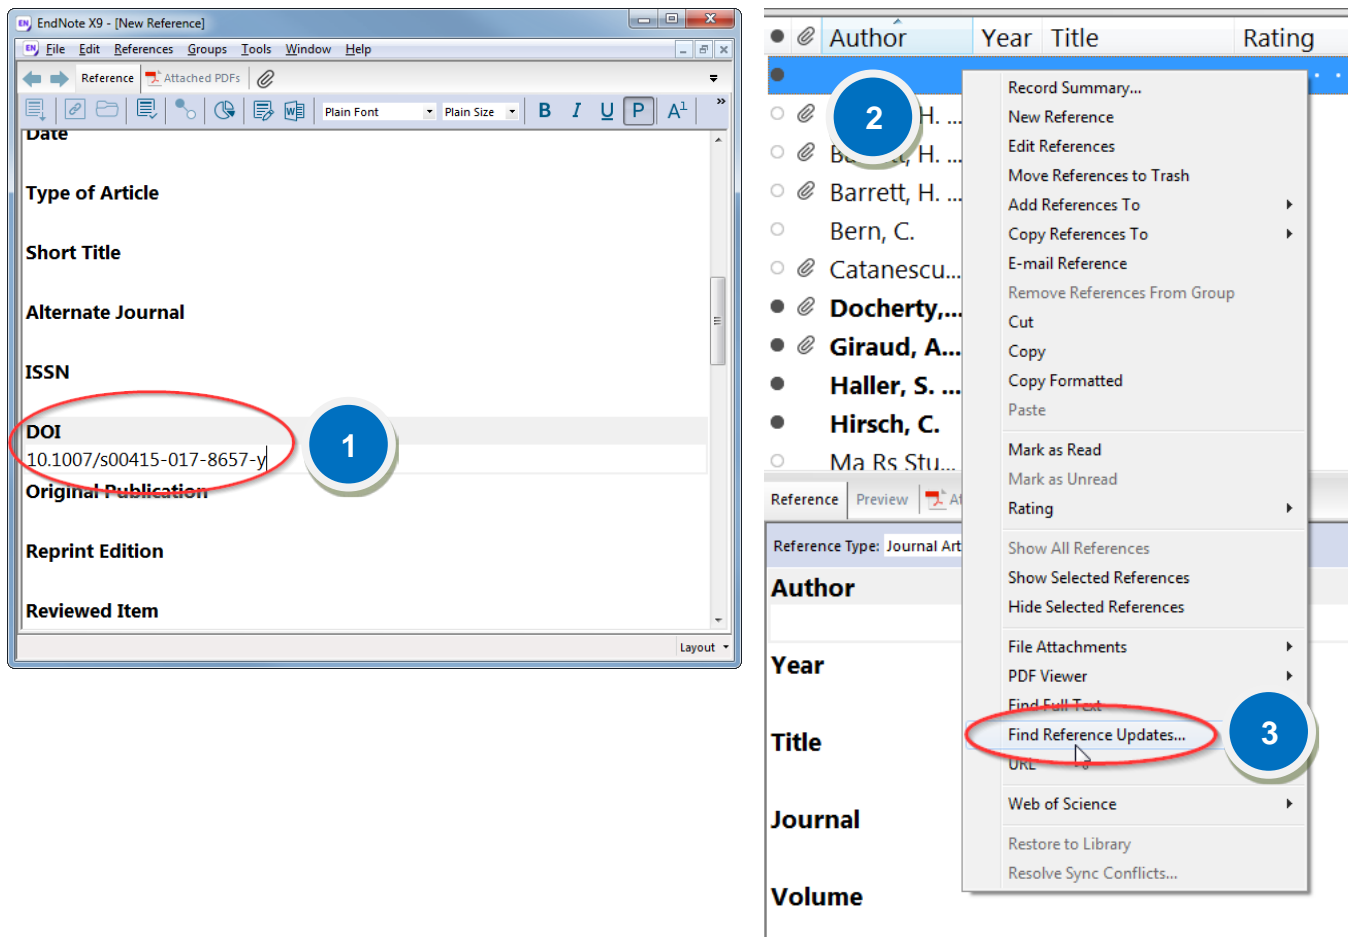 EndNote X9 - [New Reference]
File Edit References Groups Tools Window Help
Reference Attached PDFs
Plain Font Plain Size B I U P A1 »
Date
Type of Article
Short Title
Alternate Journal
ISSN
DOI
10.1007/s00415-017-8657-y
Original Publication
Reprint Edition
Reviewed Item
Layout
1
Author Year Title Rating
2
H. ...
H. ...
Barrett, H. ...
Bern, C.
Catanescu...
Docherty,...
Giraud, A...
Haller, S. ...
Hirsch, C.
Ma Rs Stu...
Reference Preview
Reference Type: Journal Art
Author
Year
Title
Journal
Volume
Record Summary...
New Reference
Edit References
Move References to Trash
Add References To
Copy References To
E-mail Reference
Remove References From Group
Cut
Copy
Copy Formatted
Paste
Mark as Read
Mark as Unread
Rating
Show All References
Show Selected References
Hide Selected References
File Attachments
PDF Viewer
Find Full Text
Find Reference Updates...
URL
Web of Science
Restore to Library
Resolve Sync Conflicts...
3